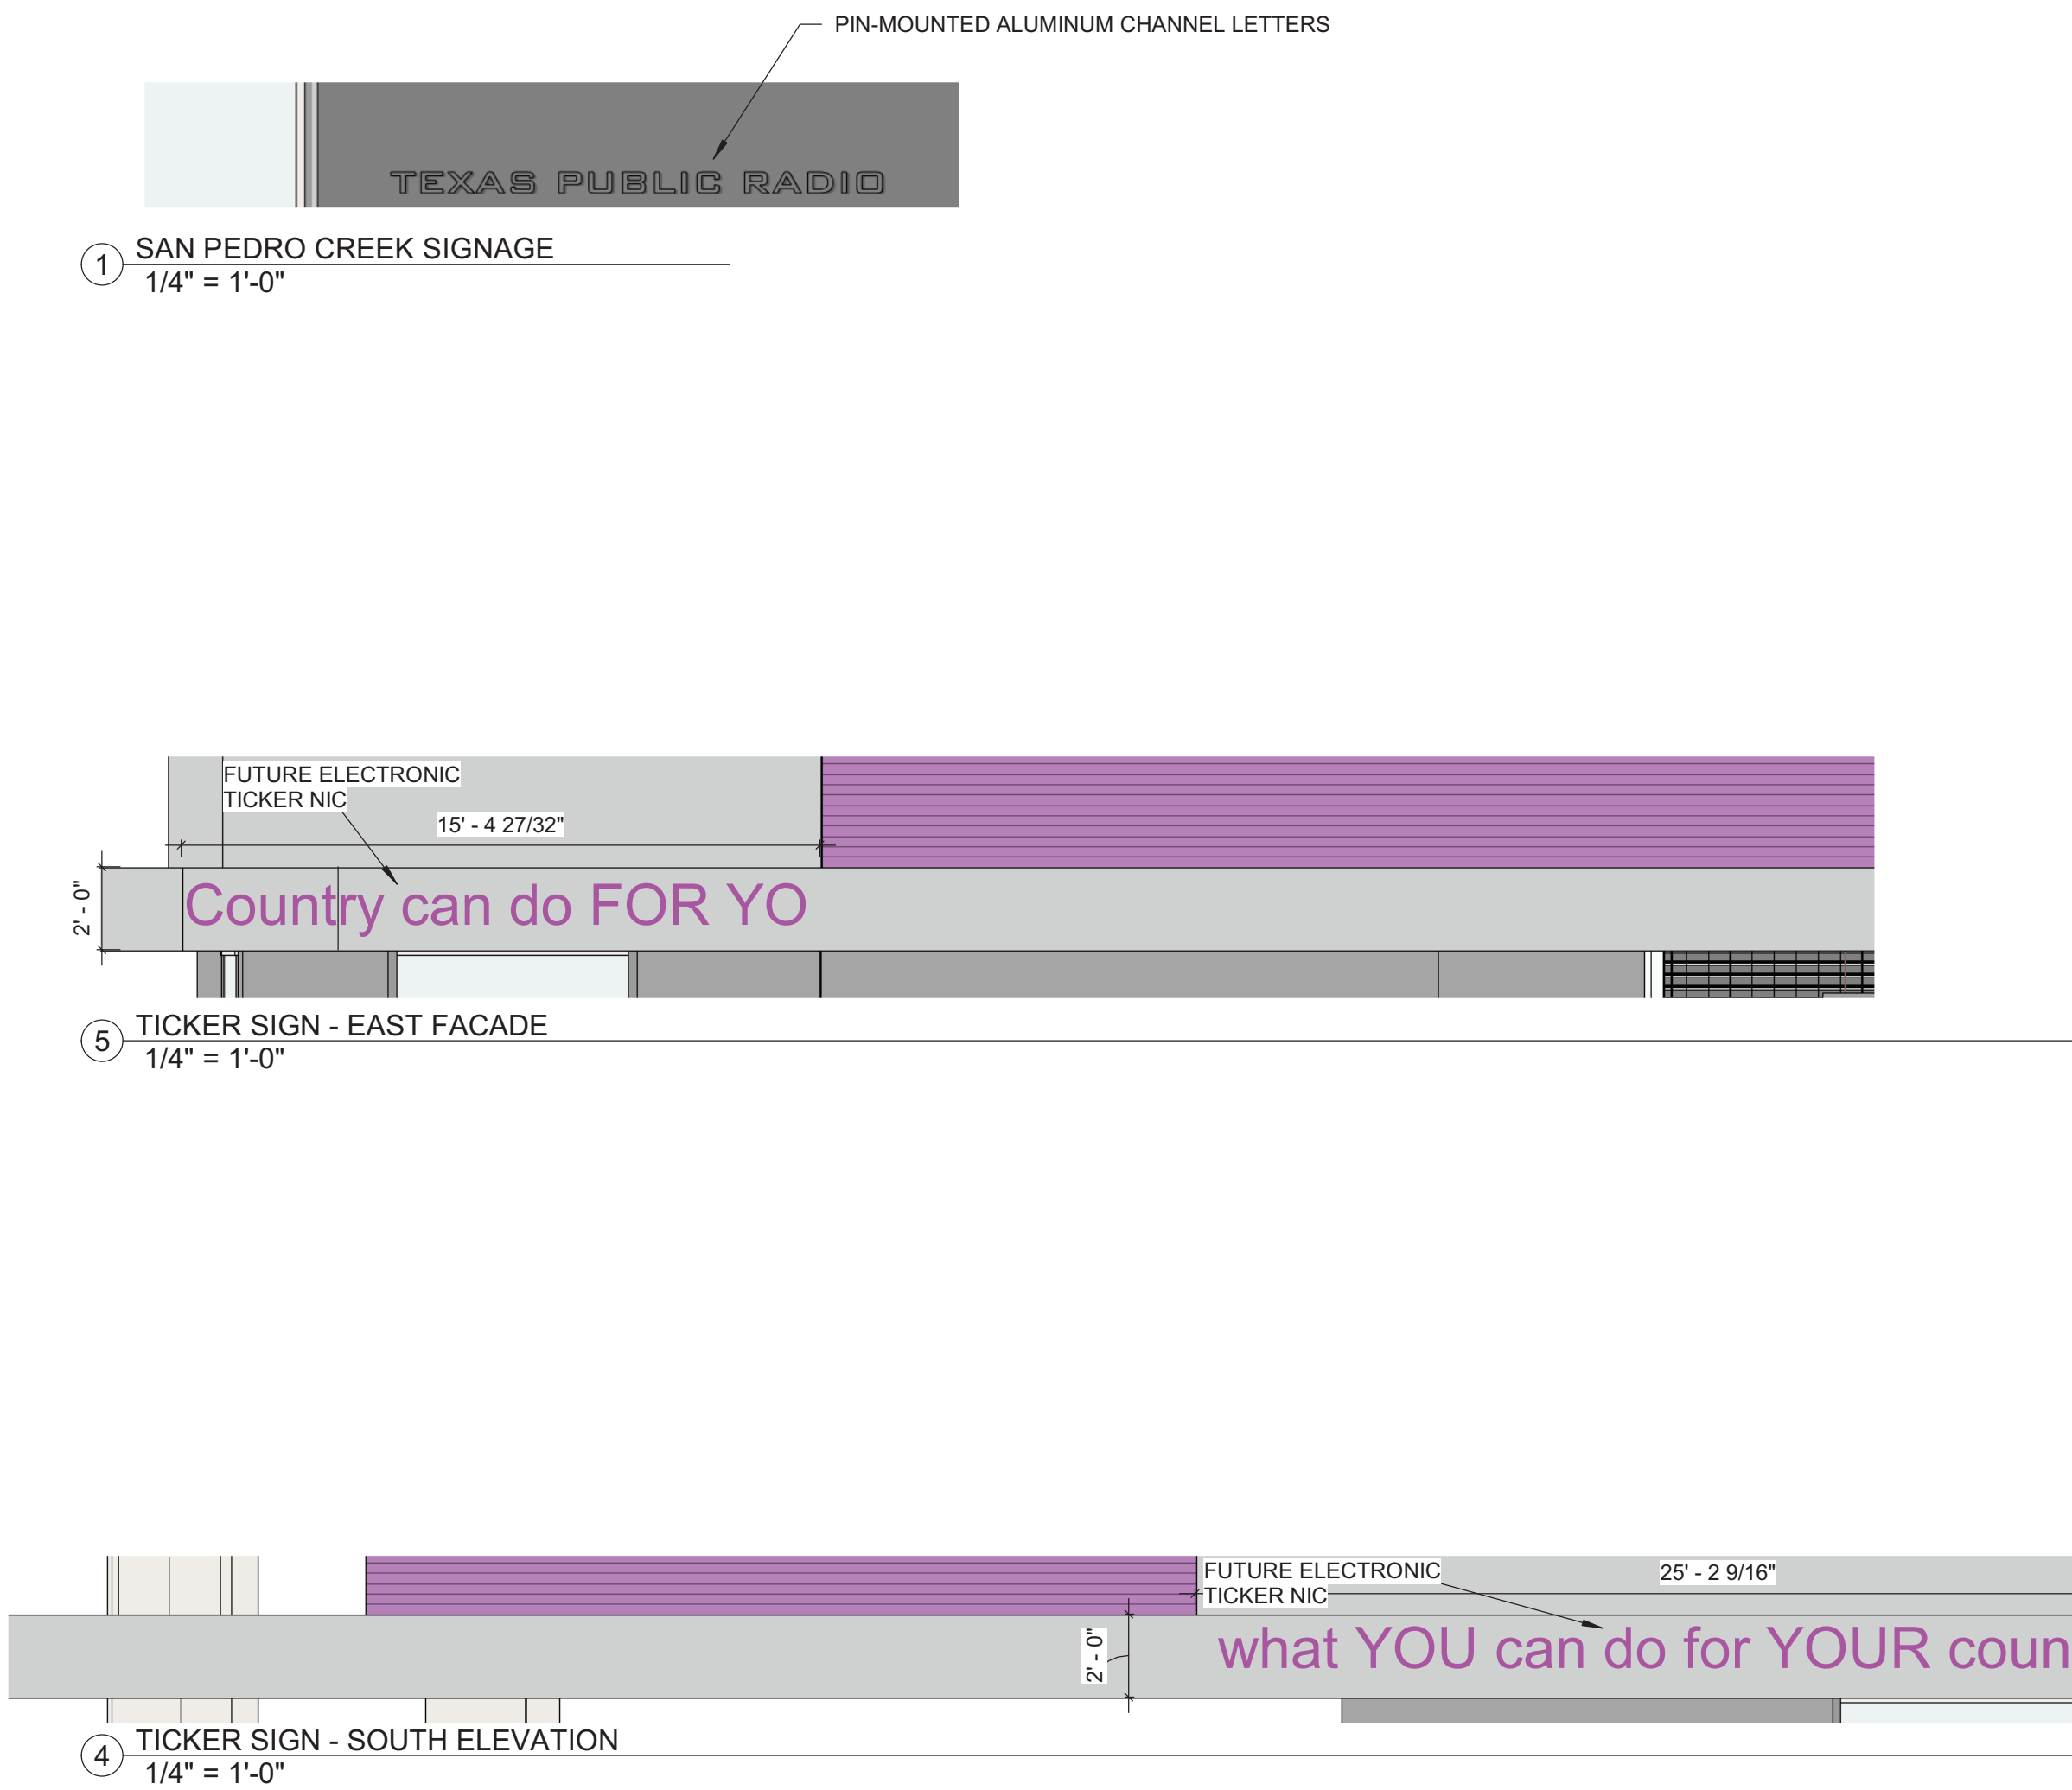 PIN-MOUNTED ALUMINUM CHANNEL LETTERS
TEXAS PUBLIC RADIO
1
SAN PEDRO CREEK SIGNAGE
1/4" = 1'-0"
FUTURE ELECTRONIC
TICKER NIC
15' - 4 27/32"
2' - 0"
Country can do FOR YO
5
TICKER SIGN - EAST FACADE
1/4" = 1'-0"
FUTURE ELECTRONIC
TICKER NIC
25' - 2 9/16"
2' - 0"
what YOU can do for YOUR coun
4
TICKER SIGN - SOUTH ELEVATION
1/4" = 1'-0"